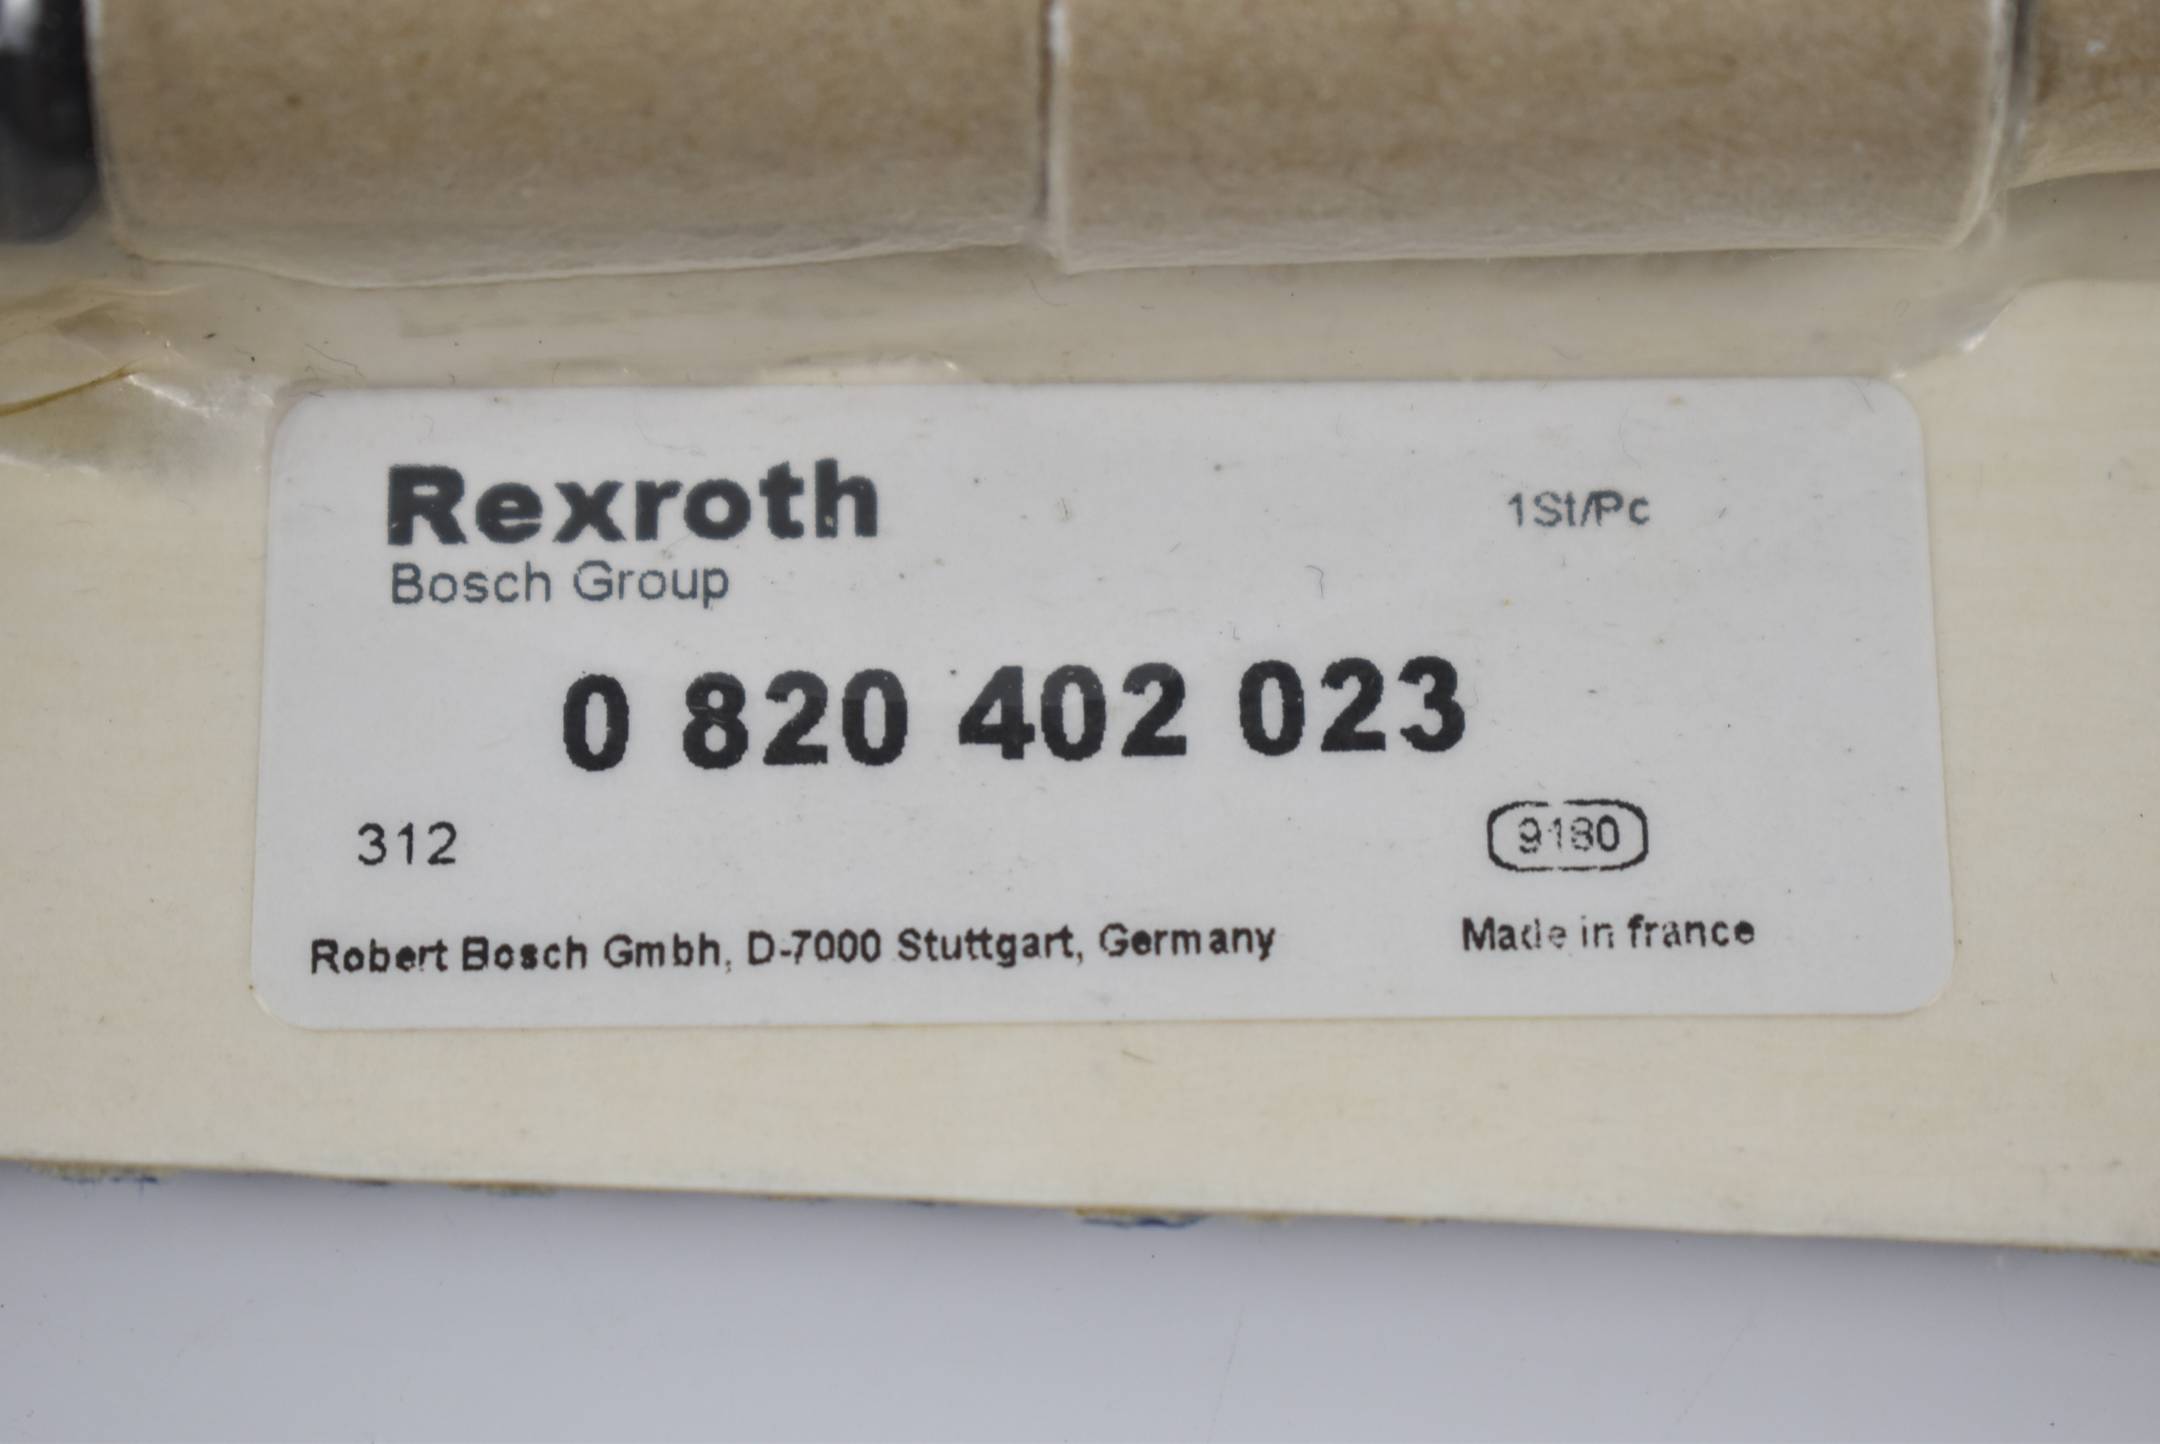 Rexroth
1St/Pc
Bosch Group
0 820 402 023
312
9180
Robert Bosch Gmbh, D-7000 Stuttgart, Germany
Made in france